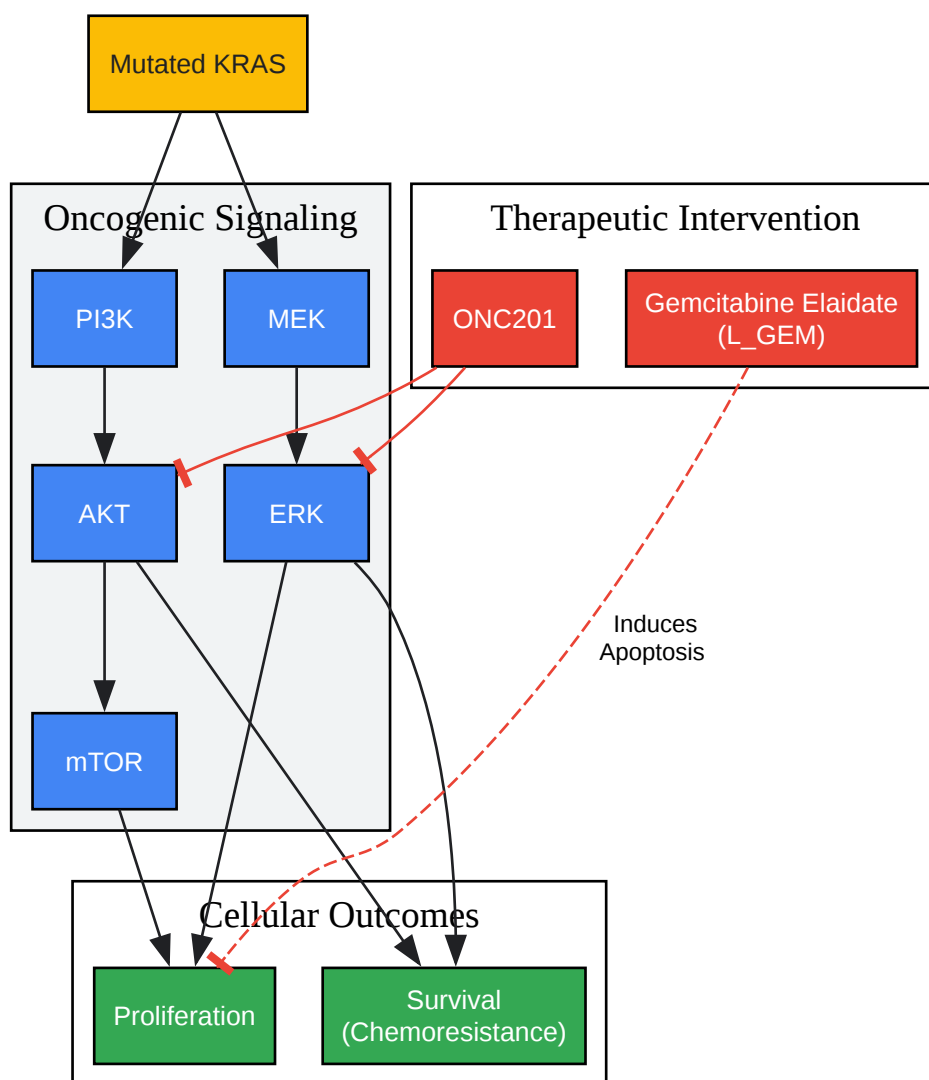 Mutated KRAS
Oncogenic Signaling
Therapeutic Intervention
PI3K
MEK
ONC201
Gemcitabine Elaidate
(L_GEM)
AKT
ERK
Induces
Apoptosis
mTOR
Cellular Outcomes
Proliferation
Survival
(Chemoresistance)